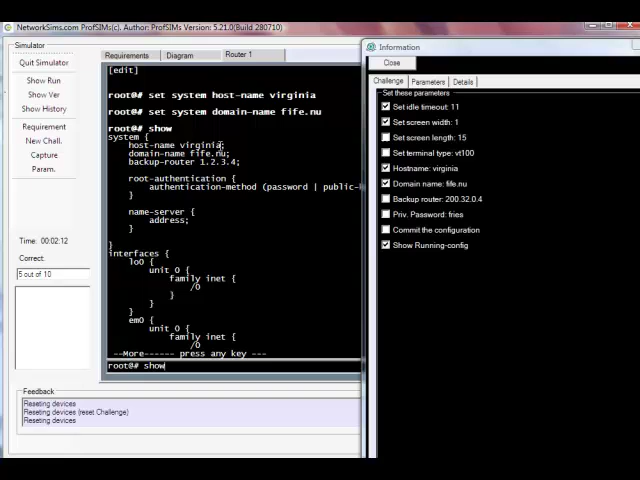 NetworkSims.com ProfSIMs(c). Author: ProfSIMs Version: 5.21.0(Build 280710)
Simulator
Quit Simulator
Show Run
Show Ver
Show History
Requirement
New Chall.
Capture
Param.
Time: 00:02:12
Correct.
5 out of 10
Requirements
Diagram
Router 1
[edit]
root@# set system host-name virginia
root@# set system domain-name fife.nu
root@# show
system {
host-name virginia;
domain-name fife.nu;
backup-router 1.2.3.4;
root-authentication {
authentication-method (password | public-k
}
name-server {
address;
}
}
interfaces {
lo0 {
unit 0 {
family inet {
/0
}
}
}
em0 {
unit 0 {
family inet {
/0
--More------ press any key ---
root@# show
Feedback
Reseting devices
Reseting devices (reset Challenge)
Reseting devices
Information
Close
Challenge
Parameters
Details
Set these parameters
Set idle timeout: 11
Set screen width: 1
Set screen length: 15
Set terminal type: vt100
Hostname: virginia
Domain name: fife.nu
Backup router: 200.32.0.4
Priv. Password: fries
Commit the configuration
Show Running-config